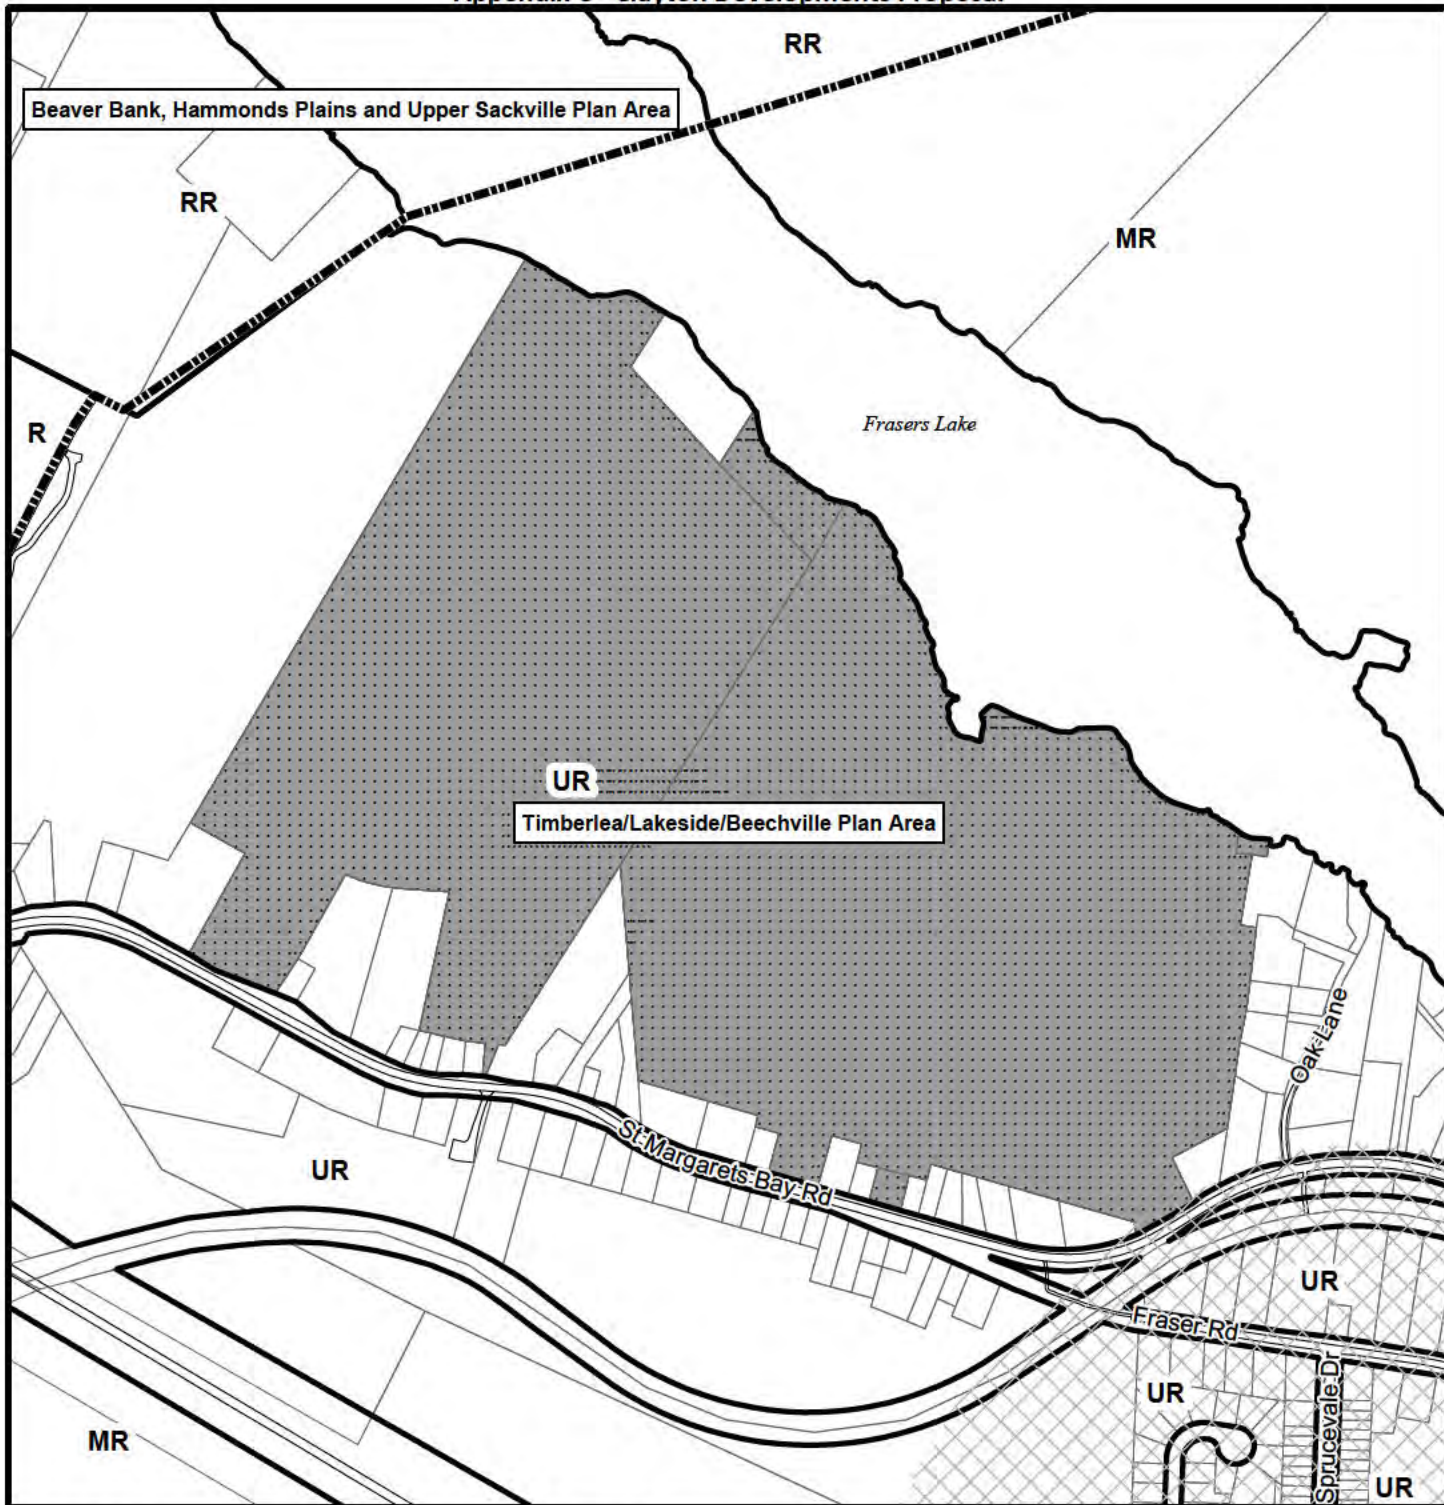 RR
Beaver Bank, Hammonds Plains and Upper Sackville Plan Area
RR
MR
Frasers Lake
R
UR
Timberlea/Lakeside/Beechville Plan Area
Oak Lane
St Margarets Bay Rd
UR
UR
Fraser Rd
UR
Sprucevale Dr
MR
UR